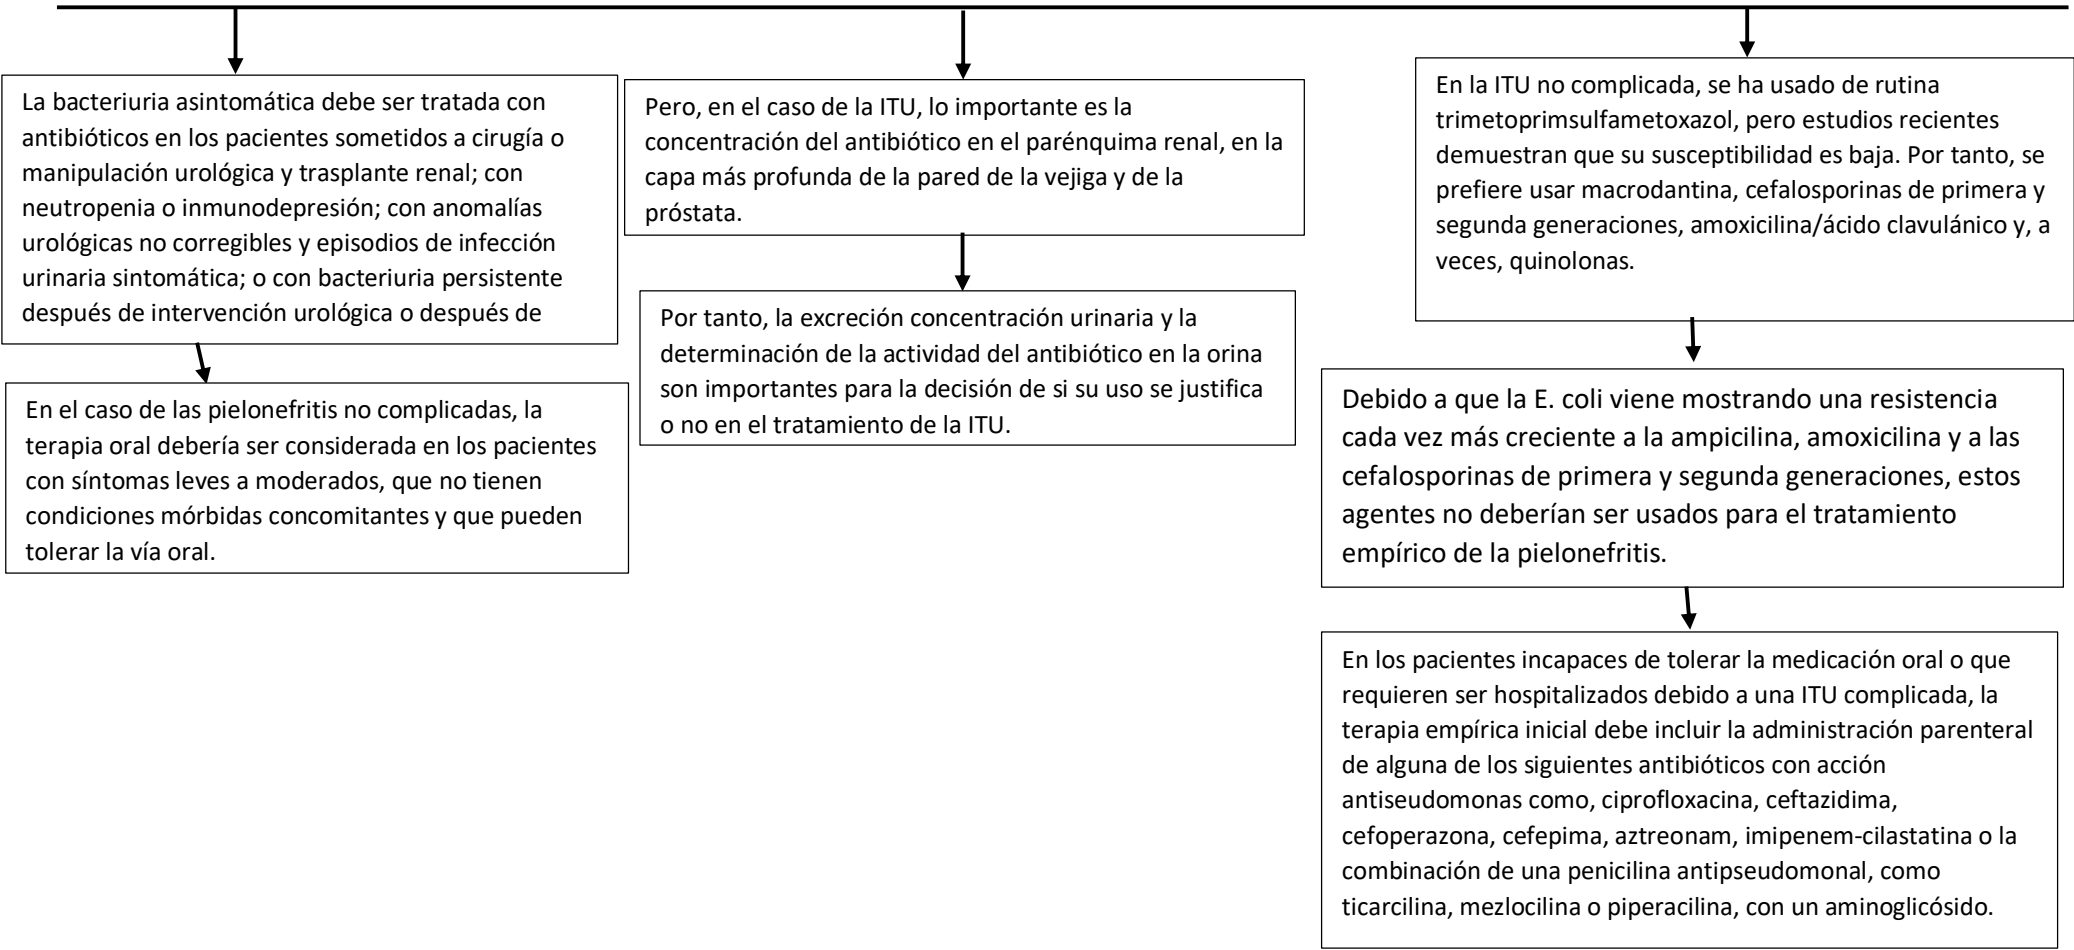 La bacteriuria asintomática debe ser tratada con
antibióticos en los pacientes sometidos a cirugía o
manipulación urológica y trasplante renal; con
neutropenia o inmunodepresión; con anomalías
urológicas no corregibles y episodios de infección
urinaria sintomática; o con bacteriuria persistente
después de intervención urológica o después de
En el caso de las pielonefritis no complicadas, la
terapia oral debería ser considerada en los pacientes
con síntomas leves a moderados, que no tienen
condiciones mórbidas concomitantes y que pueden
tolerar la vía oral.
Pero, en el caso de la ITU, lo importante es la
concentración del antibiótico en el parénquima renal, en la
capa más profunda de la pared de la vejiga y de la
próstata.
Por tanto, la excreción concentración urinaria y la
determinación de la actividad del antibiótico en la orina
son importantes para la decisión de si su uso se justifica
o no en el tratamiento de la ITU.
En la ITU no complicada, se ha usado de rutina
trimetoprimsulfametoxazol, pero estudios recientes
demuestran que su susceptibilidad es baja. Por tanto, se
prefiere usar macrodantina, cefalosporinas de primera y
segunda generaciones, amoxicilina/ácido clavulánico y, a
veces, quinolonas.
Debido a que la E. coli viene mostrando una resistencia
cada vez más creciente a la ampicilina, amoxicilina y a las
cefalosporinas de primera y segunda generaciones, estos
agentes no deberían ser usados para el tratamiento
empírico de la pielonefritis.
En los pacientes incapaces de tolerar la medicación oral o que
requieren ser hospitalizados debido a una ITU complicada, la
terapia empírica inicial debe incluir la administración parenteral
de alguna de los siguientes antibióticos con acción
antiseudomonas como, ciprofloxacina, ceftazidima,
cefoperazona, cefepima, aztreonam, imipenem-cilastatina o la
combinación de una penicilina antipseudomonal, como
ticarcilina, mezlocilina o piperacilina, con un aminoglicósido.